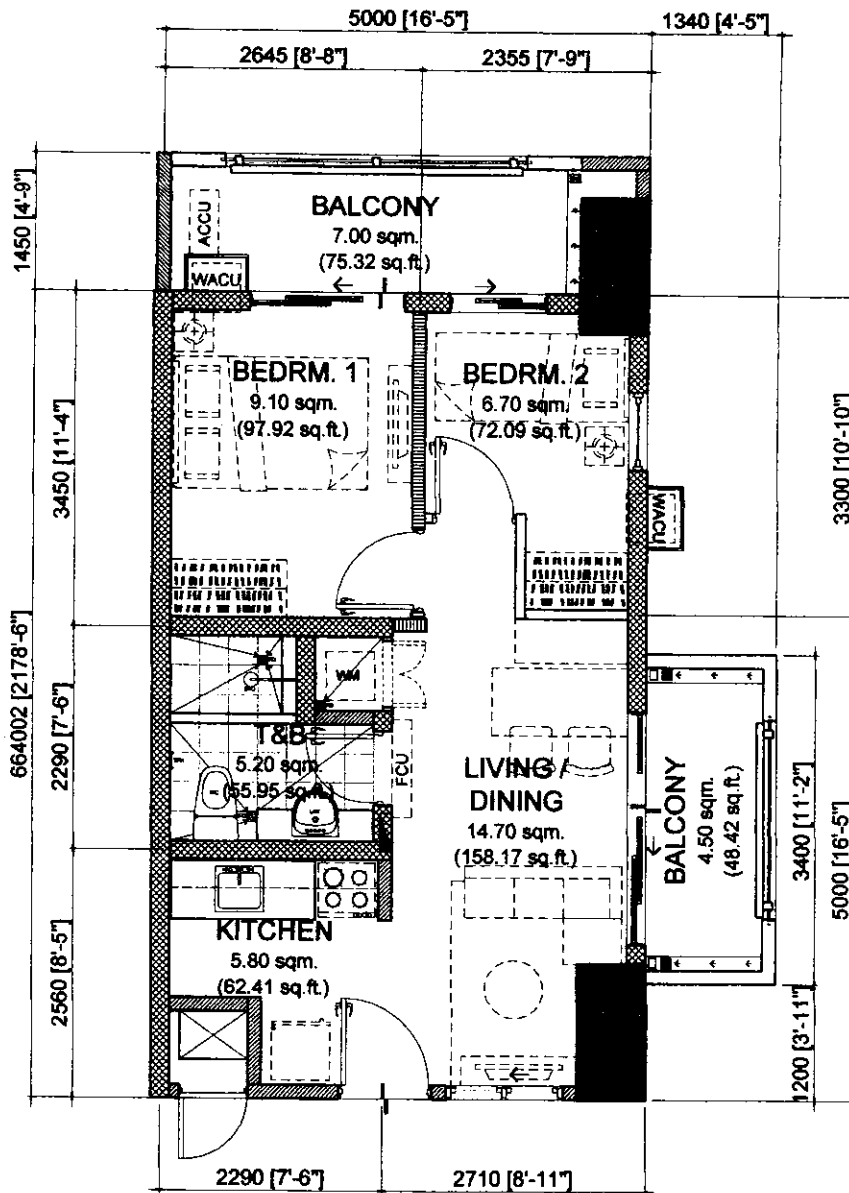 5000 [16'-5"]
1340 [4'-5"]
2645 [8'-8"]
2355 [7'-9"]
1450 [4'-9"]
ACCU
BALCONY
7.00 sqm.
(75.32 sq.ft.)
WACU
BEDRM. 1
9.10 sqm.
(97.92 sq.ft.)
BEDRM. 2
6.70 sqm.
(72.09 sq.ft.)
3450 [11'-4"]
3300 [10'-10"]
WACU
664002 [2178'-6"]
2290 [7'-6"]
WM
T&B
5.20 sqm.
(55.95 sq.ft.)
FCU
LIVING /
DINING
14.70 sqm.
(158.17 sq.ft.)
BALCONY
4.50 sqm.
(48.42 sq.ft.)
3400 [11'-2"]
5000 [16'-5"]
KITCHEN
5.80 sqm.
(62.41 sq.ft.)
2560 [8'-5"]
1200 [3'-11"]
2290 [7'-6"]
2710 [8'-11"]